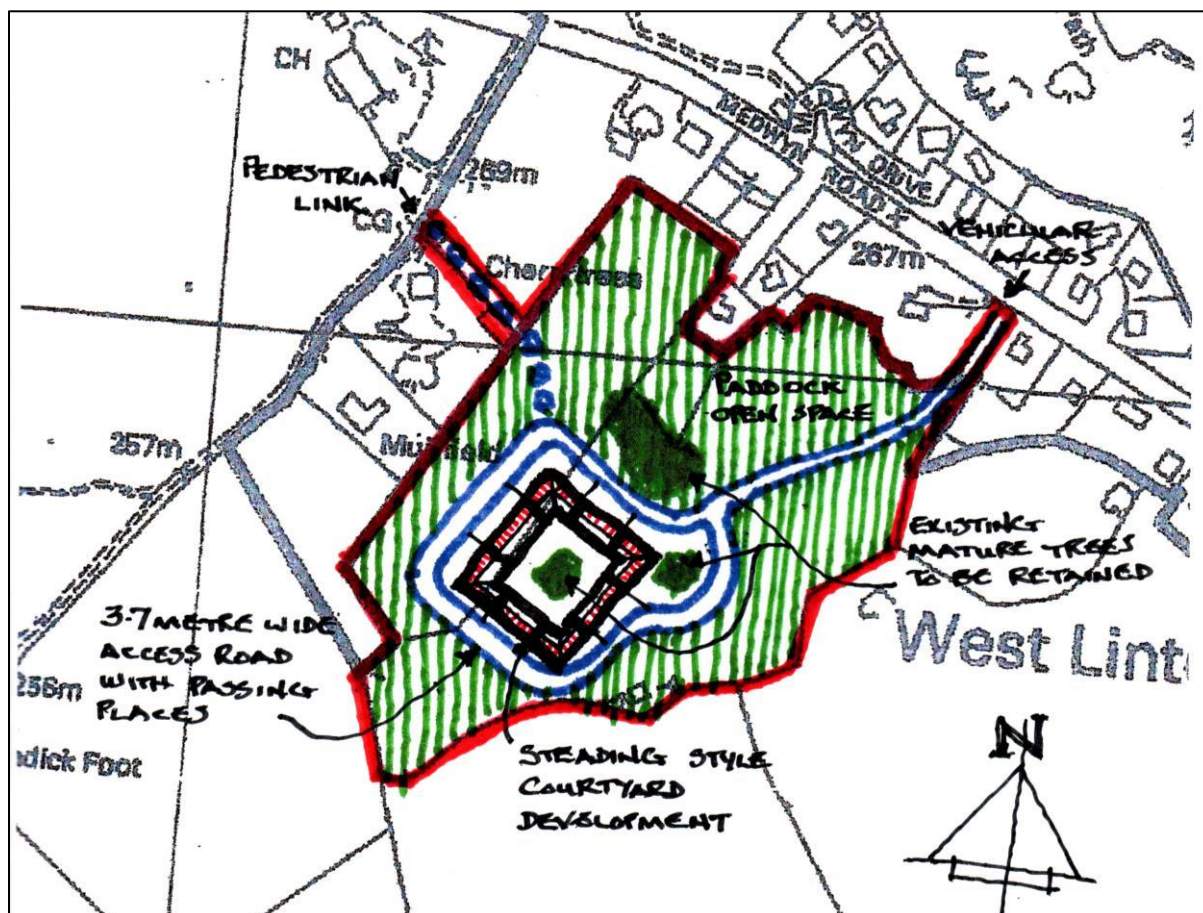 CH
MEDWYN DRIVE
MEDWYN
ROAD
PEDESTRIAN
LINK
269m
CG
VEHICULAR
ACCESS
267m
PADDOCK
OPEN SPACE
257m
EXISTING
MATURE TREES
TO BE RETAINED
3.7 METRE WIDE
ACCESS ROAD
WITH PASSING
PLACES
West Lint
256m
dick Foot
STEADING STYLE
COURTYARD
DEVELOPMENT
N